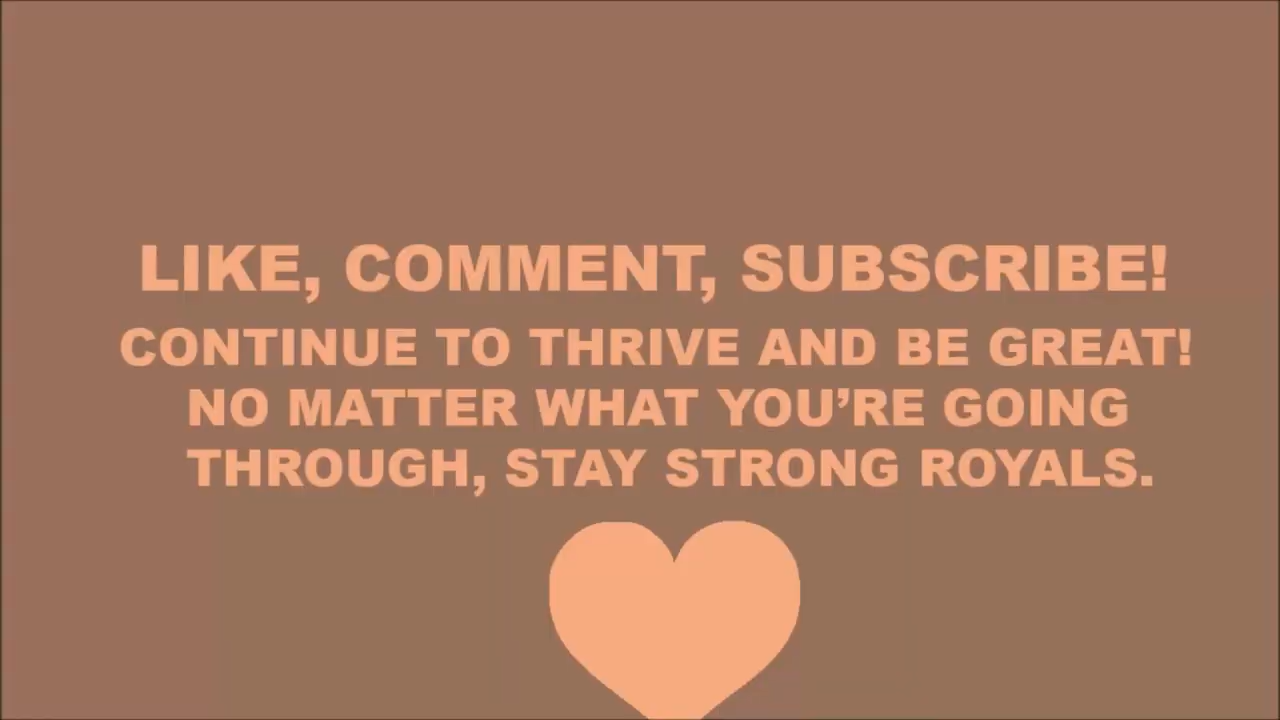 LIKE, COMMENT, SUBSCRIBE!
CONTINUE TO THRIVE AND BE GREAT!
NO MATTER WHAT YOU’RE GOING
THROUGH, STAY STRONG ROYALS.